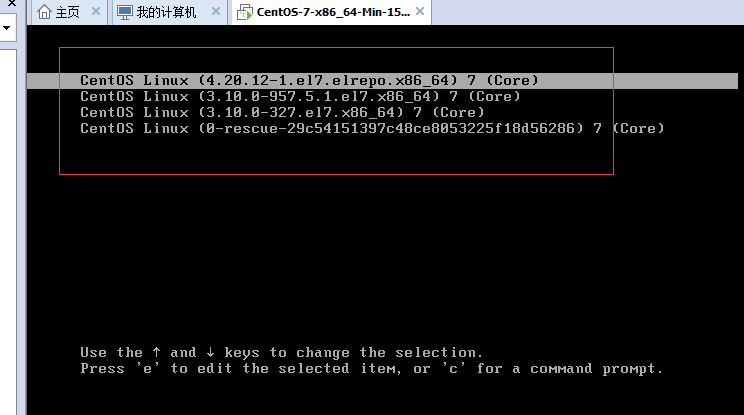 主页 我的计算机 CentOS-7-x86_64-Min-15...
CentOS Linux (4.20.12-1.el7.elrepo.x86_64) 7 (Core)
CentOS Linux (3.10.0-957.5.1.el7.x86_64) 7 (Core)
CentOS Linux (3.10.0-327.el7.x86_64) 7 (Core)
CentOS Linux (0-rescue-29c54151397c48ce8053225f18d56286) 7 (Core)
Use the ↑ and ↓ keys to change the selection.
Press 'e' to edit the selected item, or 'c' for a command prompt.